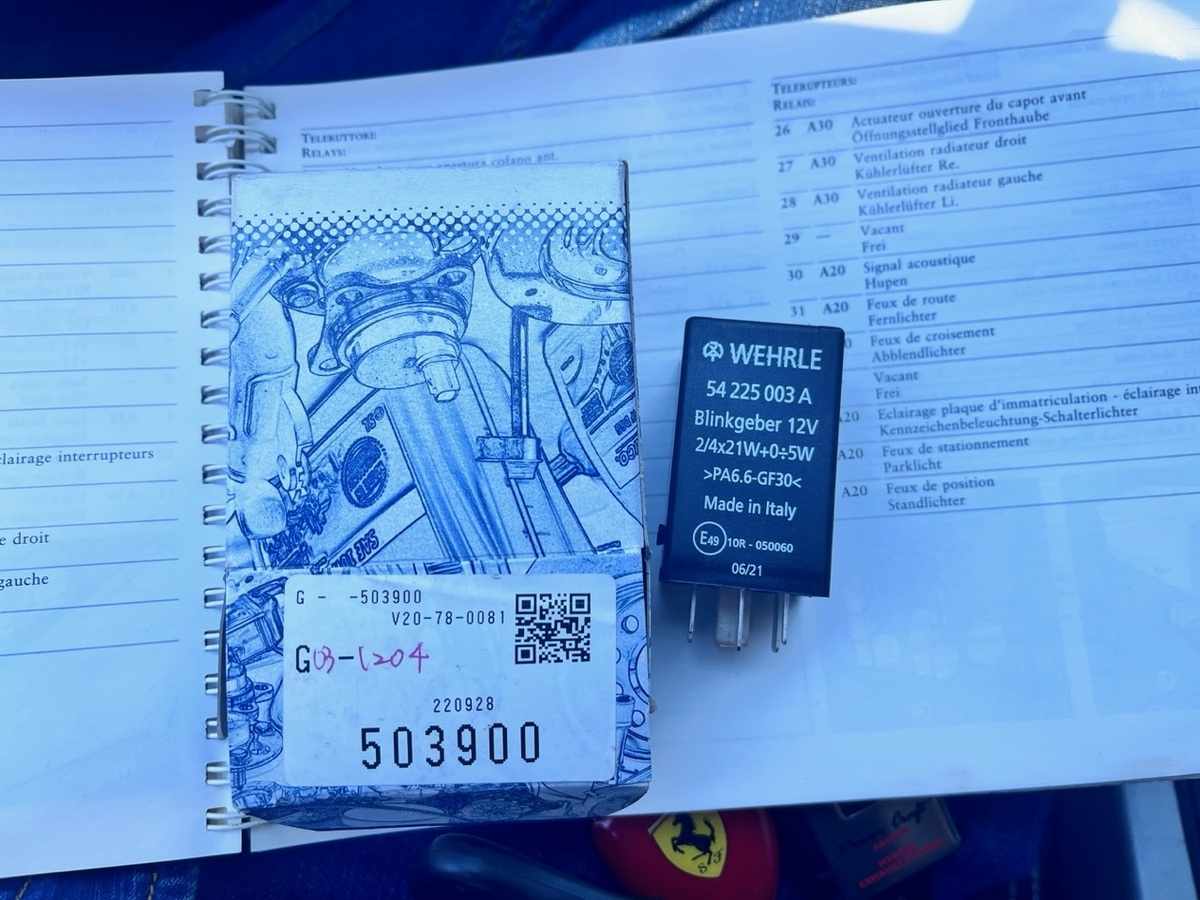 clairage interrupteurs
e droit
gauche
TELERUTTORI:
RELAYS:
apertura cofano ant.
TELERUPTEURS:
RELAIS:
26 A30 Actuateur ouverture du capot avant
Öffnungsstellglied Fronthaube
27 A30 Ventilation radiateur droit
Kühlerlüfter Re.
28 A30 Ventilation radiateur gauche
Kühlerlüfter Li.
29 — Vacant
Frei
30 A20 Signal acoustique
Hupen
31 A20 Feux de route
Fernlichter
0 Feux de croisement
Abblendlichter
Vacant
Frei
A20 Eclairage plaque d'immatriculation - éclairage int
Kennzeichenbeleuchtung-Schalterlichter
A20 Feux de stationnement
Parklicht
A20 Feux de position
Standlichter
WEHRLE
54 225 003 A
Blinkgeber 12V
2/4x21W+0÷5W
>PA6.6-GF30<
Made in Italy
E49 10R - 050060
06/21
G - -503900
V20-78-0081
G03-1204
220928
503900
S F